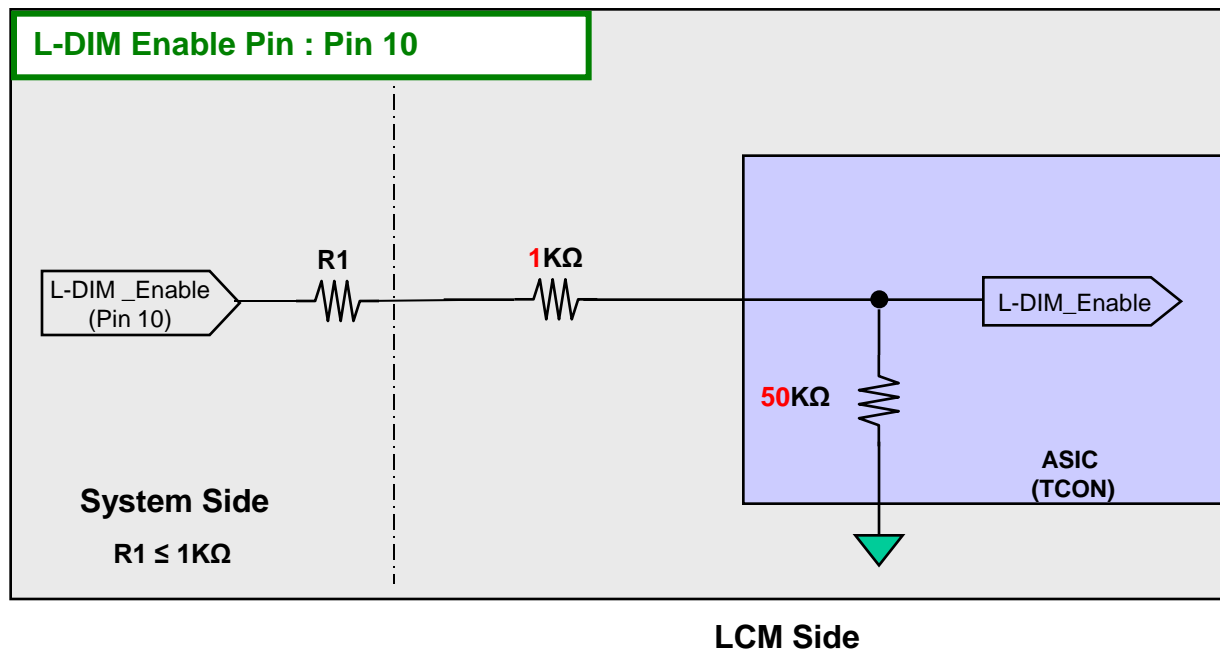 L-DIM Enable Pin : Pin 10
R1
1KΩ
L-DIM _Enable
(Pin 10)
L-DIM_Enable
50KΩ
ASIC
(TCON)
System Side
R1 ≤ 1KΩ
LCM Side